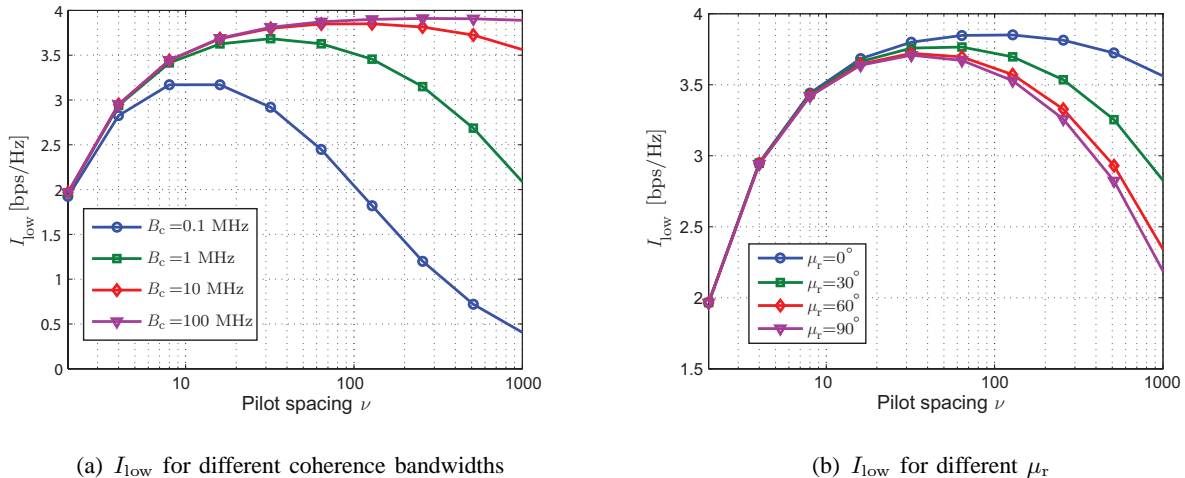 4
3.5
3
2.5
2
1.5
1
0.5
0
I_low [bps/Hz]
B_c=0.1 MHz
B_c=1 MHz
B_c=10 MHz
B_c=100 MHz
10
100
1000
Pilot spacing ν
(a) I_low for different coherence bandwidths
4
3.5
3
2.5
2
1.5
I_low [bps/Hz]
μ_r=0°
μ_r=30°
μ_r=60°
μ_r=90°
10
100
1000
Pilot spacing ν
(b) I_low for different μ_r